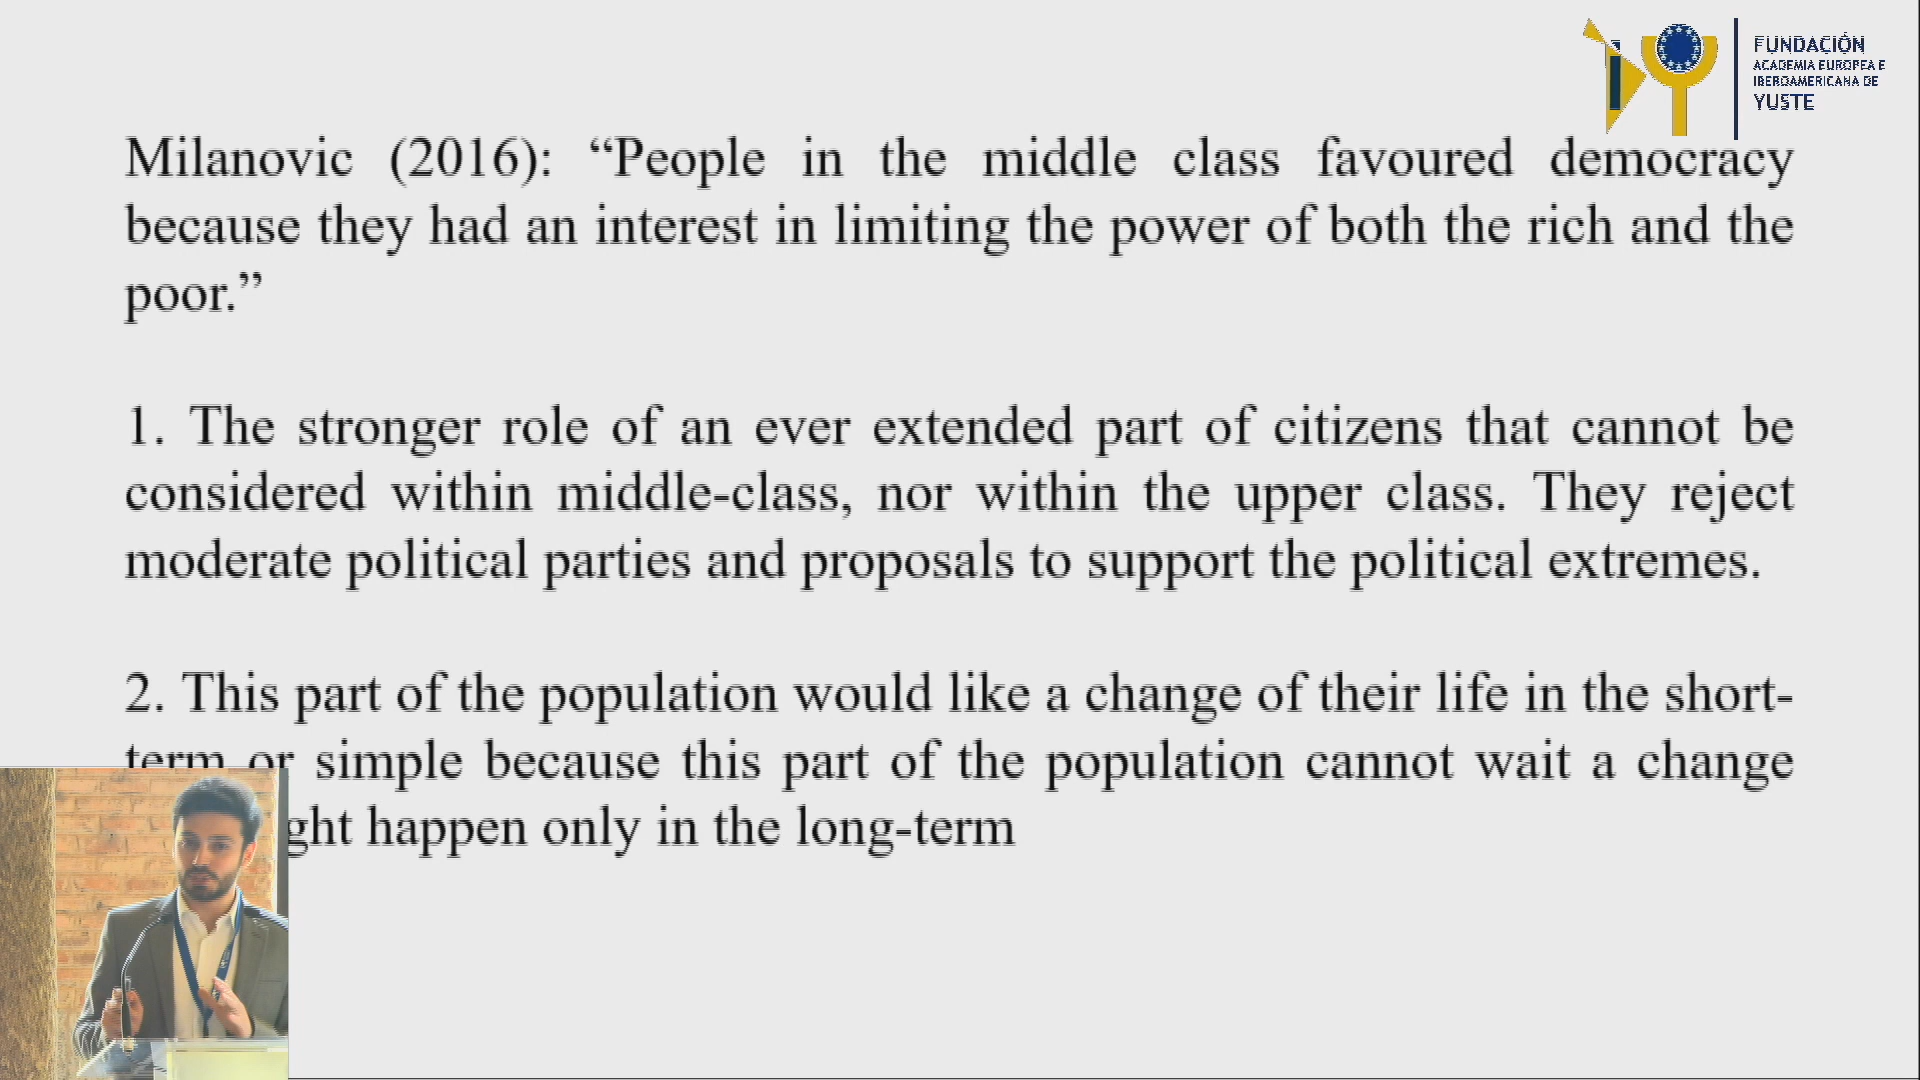 FUNDACIÓN
ACADEMIA EUROPEA E
IBEROAMERICANA DE
YUSTE
Milanovic (2016): “People in the middle class favoured democracy
because they had an interest in limiting the power of both the rich and the
poor.”
1. The stronger role of an ever extended part of citizens that cannot be
considered within middle-class, nor within the upper class. They reject
moderate political parties and proposals to support the political extremes.
2. This part of the population would like a change of their life in the short-
term or simple because this part of the population cannot wait a change
ght happen only in the long-term